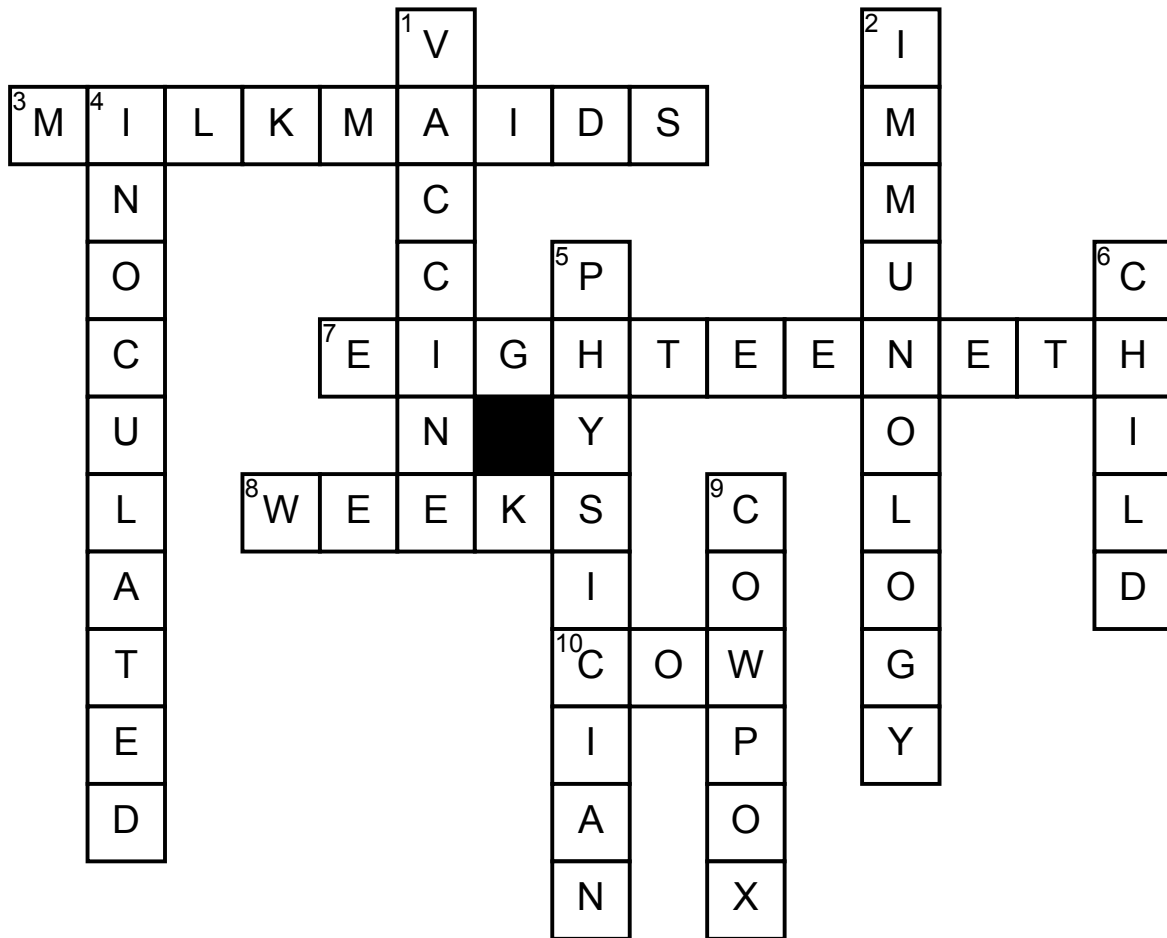 1 V 2 I
3 M 4 I L K M A I D S M
N C M
O C 5 P U 6 C
C 7 E I G H T E E N E T H
U N Y O I
L 8 W E E K S 9 C L L
A I O O D
T 10 C O W G
E I P Y
D A O
N X